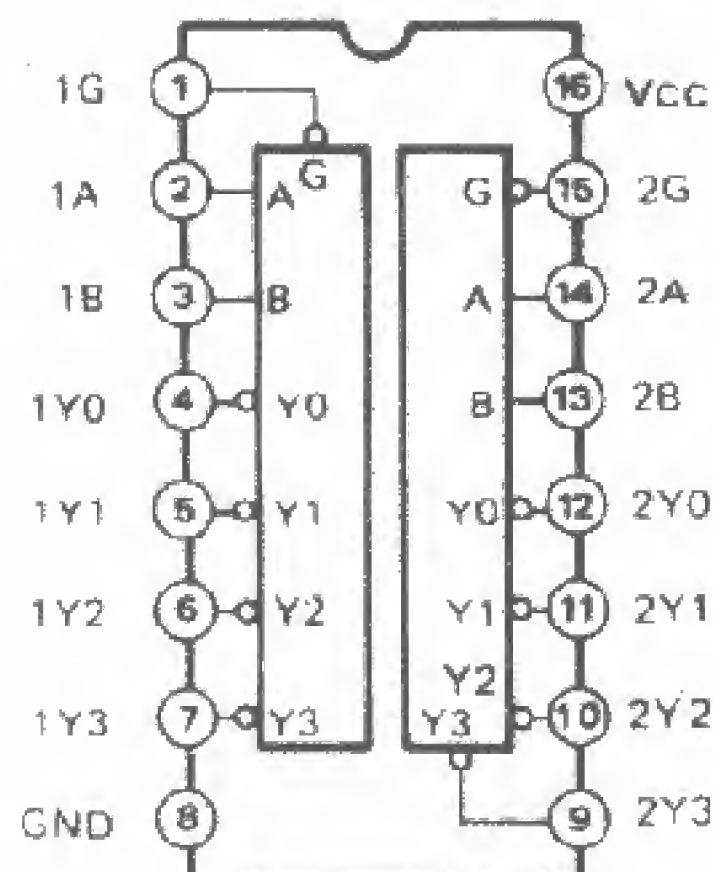 1G 1 16 VCC
1A 2 A G G 15 2G
1B 3 B A 14 2A
1Y0 4 Y0 B 13 2B
1Y1 5 Y1 Y0 12 2Y0
1Y2 6 Y2 Y1 11 2Y1
1Y3 7 Y3 Y3 Y2 10 2Y2
GND 8 9 2Y3